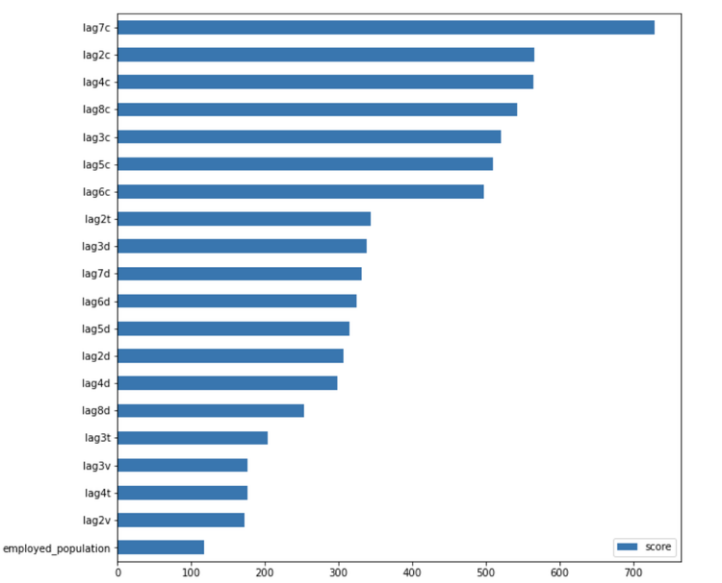 lag7c
lag2c
lag4c
lag8c
lag3c
lag5c
lag6c
lag2t
lag3d
lag7d
lag6d
lag5d
lag2d
lag4d
lag8d
lag3t
lag3v
lag4t
lag2v
employed_population
score
0 100 200 300 400 500 600 700